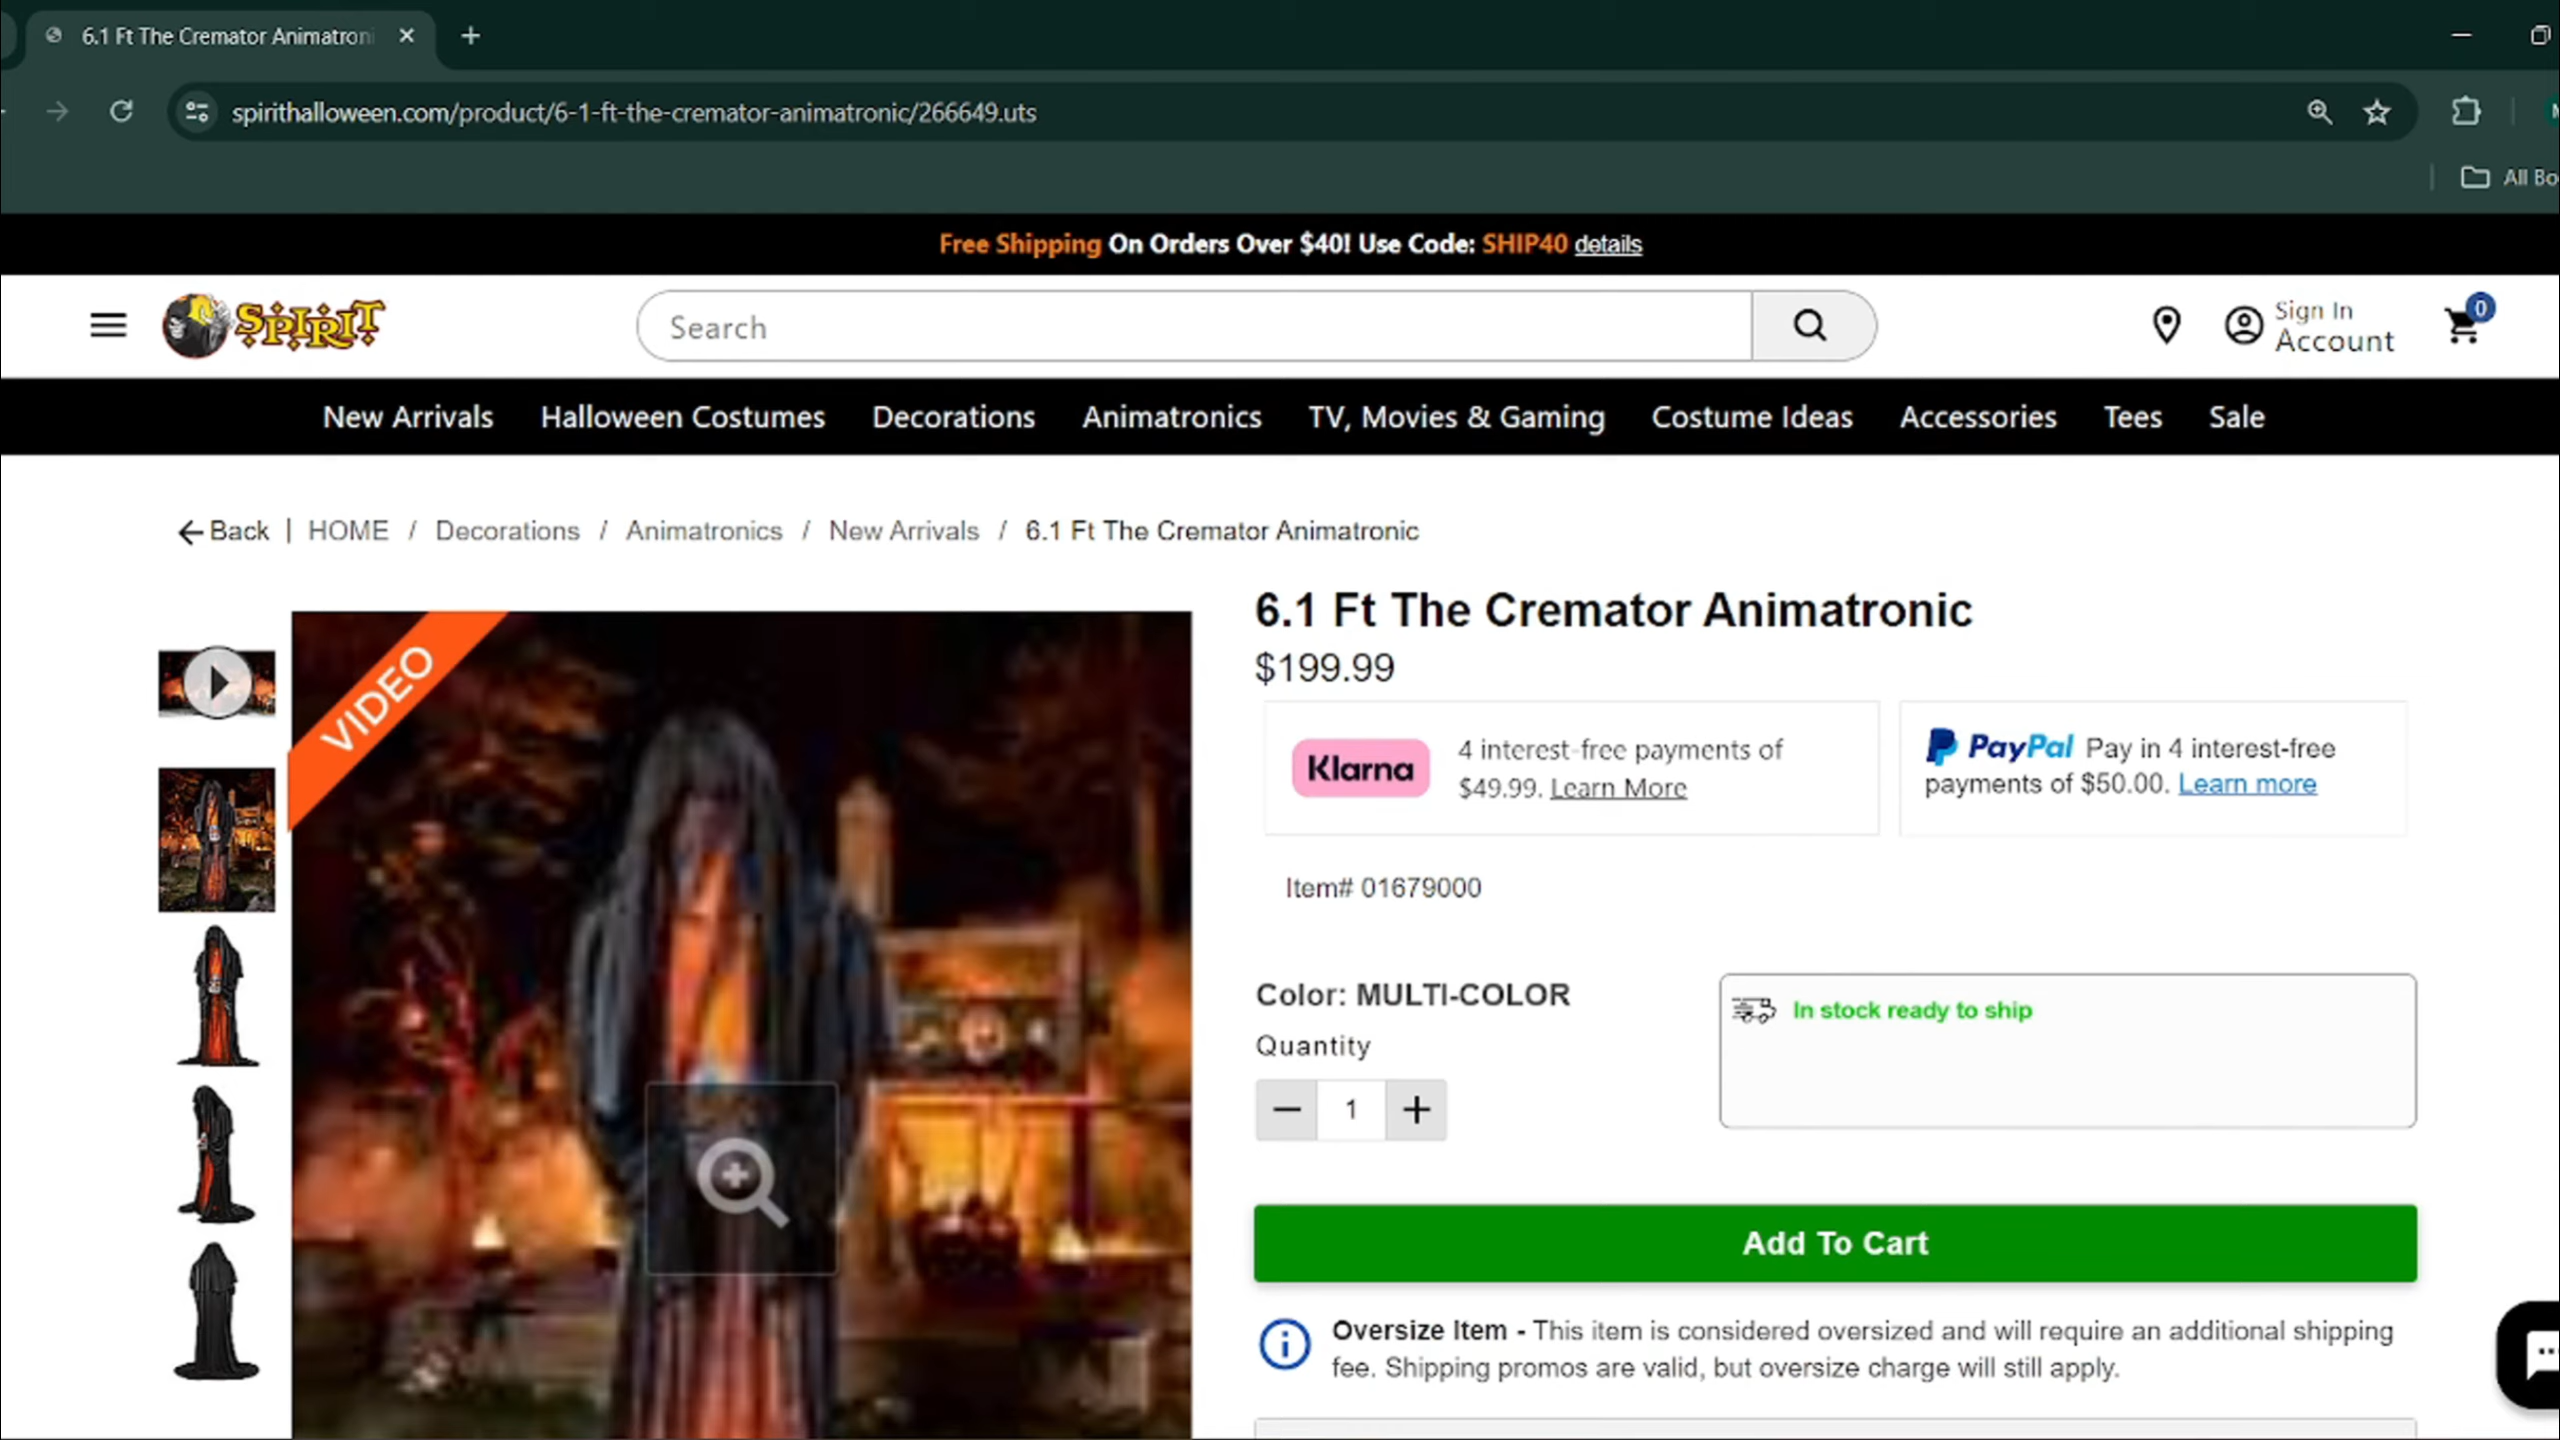 6.1 Ft The Cremator Animatroni
spirithalloween.com/product/6-1-ft-the-cremator-animatronic/266649.uts
All Bo
Free Shipping On Orders Over $40! Use Code: SHIP40 details
SPIRIT
Search
Sign In
Account
0
New Arrivals Halloween Costumes Decorations Animatronics TV, Movies & Gaming Costume Ideas Accessories Tees Sale
Back | HOME / Decorations / Animatronics / New Arrivals / 6.1 Ft The Cremator Animatronic
VIDEO
6.1 Ft The Cremator Animatronic
$199.99
Klarna
4 interest-free payments of
$49.99. Learn More
PayPal Pay in 4 interest-free
payments of $50.00. Learn more
Item# 01679000
Color: MULTI-COLOR
Quantity
1
In stock ready to ship
Add To Cart
Oversize Item - This item is considered oversized and will require an additional shipping
fee. Shipping promos are valid, but oversize charge will still apply.